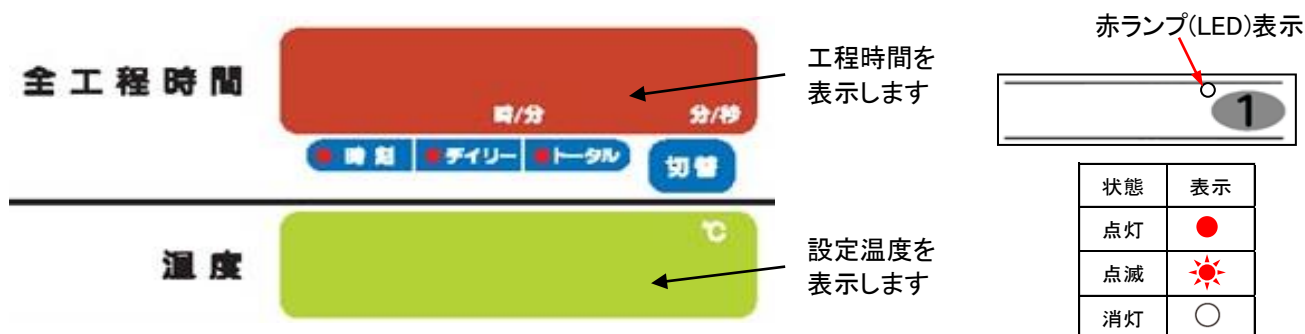 赤ランプ(LED)表示
全工程時間
時/分
分/秒
工程時間を
表示します
時刻
デイリー
トータル
切替
1
温度
℃
設定温度を
表示します
状態 表示
点灯
点滅
消灯